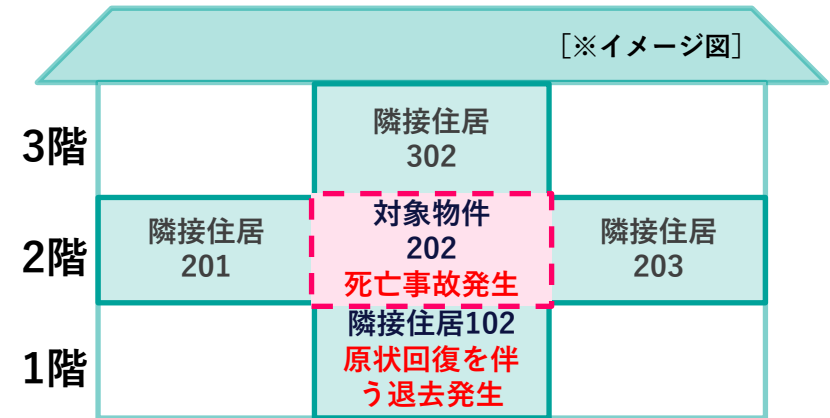 ［※イメージ図］
3階
隣接住居
302
2階
隣接住居
201
対象物件
202
死亡事故発生
隣接住居
203
1階
隣接住居102
原状回復を伴
う退去発生